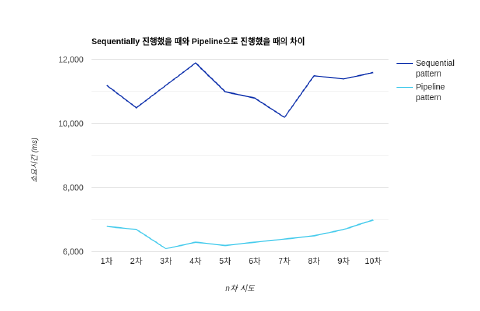 Sequentially 진행했을 때와 Pipeline으로 진행했을 때의 차이
12,000
10,000
8,000
6,000
소요시간 (ms)
1차 2차 3차 4차 5차 6차 7차 8차 9차 10차
n차 시도
Sequential
pattern
Pipeline
pattern